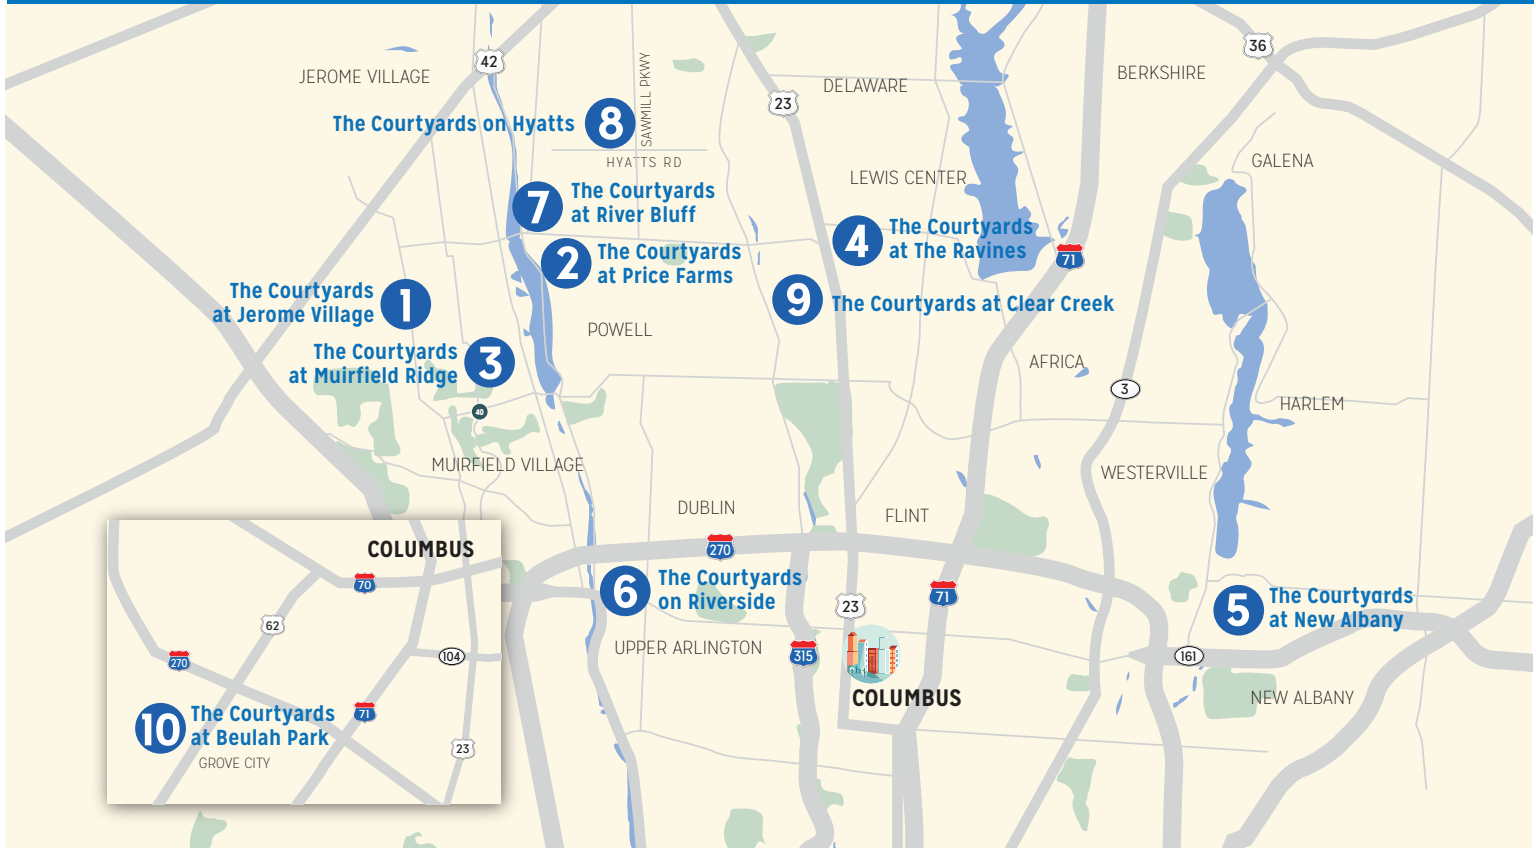 42
36
JEROME VILLAGE
BERKSHIRE
SAWMILL PKWY
DELAWARE
23
The Courtyards on Hyatts
8
HYATTS RD
GALENA
LEWIS CENTER
7
The Courtyards
at River Bluff
4
The Courtyards
at The Ravines
2
The Courtyards
at Price Farms
71
The Courtyards
at Jerome Village
1
9
The Courtyards at Clear Creek
POWELL
The Courtyards
at Muirfield Ridge
3
AFRICA
3
HARLEM
40
MUIRFIELD VILLAGE
WESTERVILLE
DUBLIN
FLINT
270
COLUMBUS
70
62
270
104
10
The Courtyards
at Beulah Park
71
23
GROVE CITY
6
The Courtyards
on Riverside
71
23
5
The Courtyards
at New Albany
UPPER ARLINGTON
315
161
COLUMBUS
NEW ALBANY